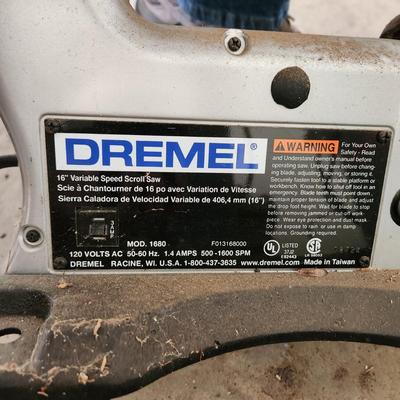 DREMEL®
16" Variable Speed Scroll Saw
Scie à Chantourner de 16 po avec Variation de Vitesse
Sierra Caladora de Velocidad Variable de 406,4 mm (16")
MOD. 1680
F013168000
120 VOLTS AC 50-60 Hz. 1.4 AMPS 500-1600 SPM
DREMEL RACINE, WI. U.S.A. 1-800-437-3635 www.dremel.com
WARNING For Your Own
Safety - Read
and Understand owner's manual before
operating saw. Unplug saw before chang-
ing blade, adjusting, moving, or storing it.
Securely fasten tool to a stable platform or
workbench. Know how to shut off tool in an
emergency. Blade teeth must point down,
maintain proper tension of blade and adjust
the drop foot height. Wait for blade to stop
before removing jammed or cut-off work-
piece. Wear eye protection and dust mask.
Do not expose to rain or use in damp
locations. Grounding required.
UL LISTED
Made in Taiwan